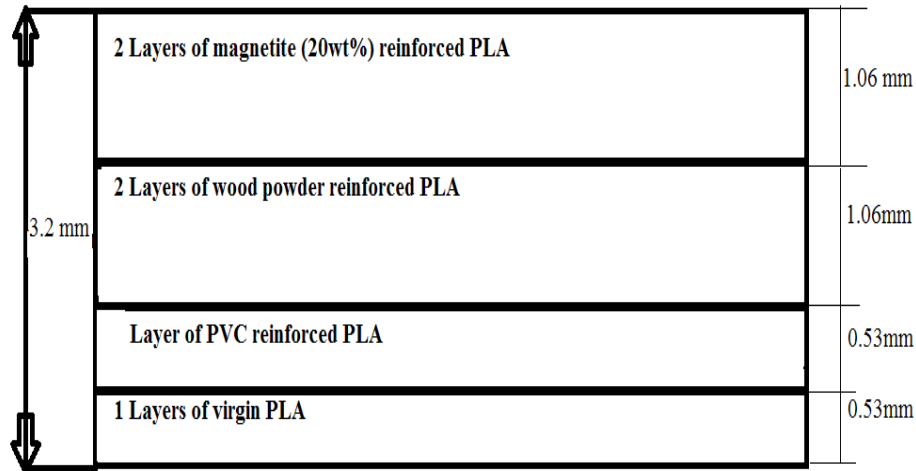 2 Layers of magnetite (20wt%) reinforced PLA
1.06 mm
2 Layers of wood powder reinforced PLA
1.06mm
3.2 mm
Layer of PVC reinforced PLA
0.53mm
1 Layers of virgin PLA
0.53mm